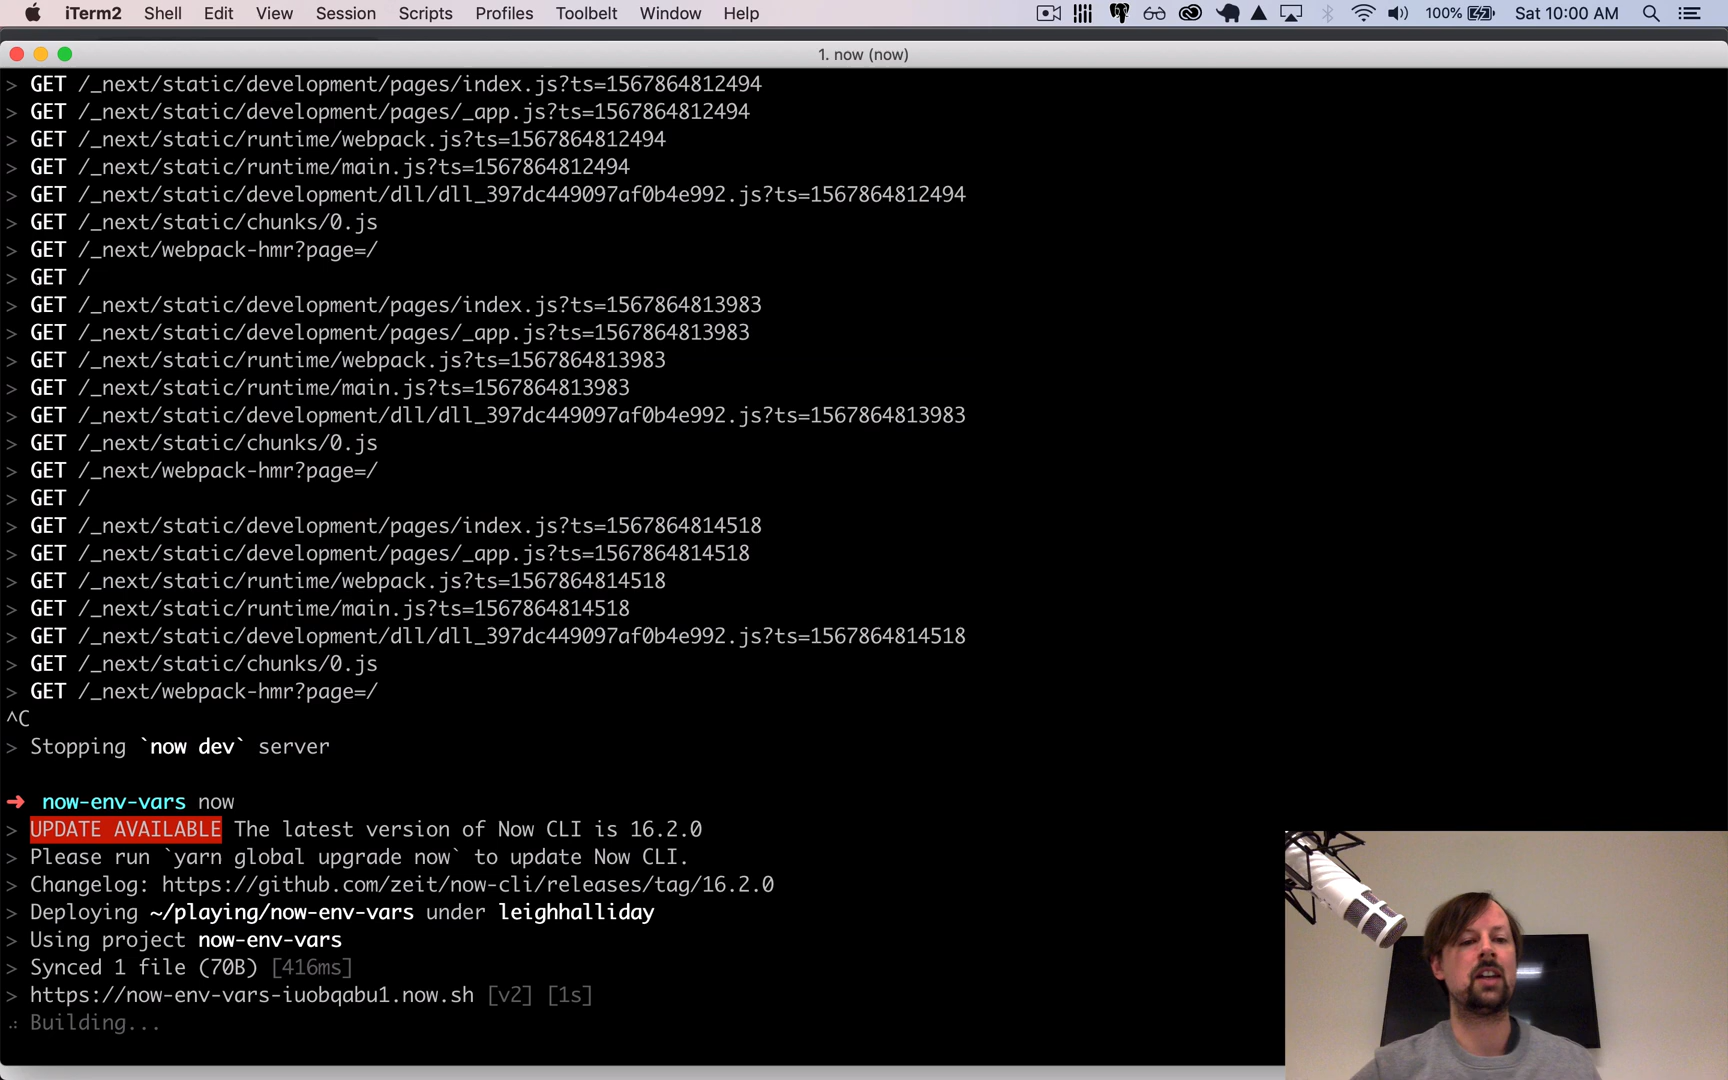 iTerm2 Shell Edit View Session Scripts Profiles Toolbelt Window Help 100% Sat 10:00 AM
1. now (now)
> GET /_next/static/development/pages/index.js?ts=1567864812494
> GET /_next/static/development/pages/_app.js?ts=1567864812494
> GET /_next/static/runtime/webpack.js?ts=1567864812494
> GET /_next/static/runtime/main.js?ts=1567864812494
> GET /_next/static/development/dll/dll_397dc449097af0b4e992.js?ts=1567864812494
> GET /_next/static/chunks/0.js
> GET /_next/webpack-hmr?page=/
> GET /
> GET /_next/static/development/pages/index.js?ts=1567864813983
> GET /_next/static/development/pages/_app.js?ts=1567864813983
> GET /_next/static/runtime/webpack.js?ts=1567864813983
> GET /_next/static/runtime/main.js?ts=1567864813983
> GET /_next/static/development/dll/dll_397dc449097af0b4e992.js?ts=1567864813983
> GET /_next/static/chunks/0.js
> GET /_next/webpack-hmr?page=/
> GET /
> GET /_next/static/development/pages/index.js?ts=1567864814518
> GET /_next/static/development/pages/_app.js?ts=1567864814518
> GET /_next/static/runtime/webpack.js?ts=1567864814518
> GET /_next/static/runtime/main.js?ts=1567864814518
> GET /_next/static/development/dll/dll_397dc449097af0b4e992.js?ts=1567864814518
> GET /_next/static/chunks/0.js
> GET /_next/webpack-hmr?page=/
^C
> Stopping `now dev` server
➜ now-env-vars now
> UPDATE AVAILABLE The latest version of Now CLI is 16.2.0
> Please run `yarn global upgrade now` to update Now CLI.
> Changelog: https://github.com/zeit/now-cli/releases/tag/16.2.0
> Deploying ~/playing/now-env-vars under leighhalliday
> Using project now-env-vars
> Synced 1 file (70B) [416ms]
> https://now-env-vars-iuobqabu1.now.sh [v2] [1s]
Building...